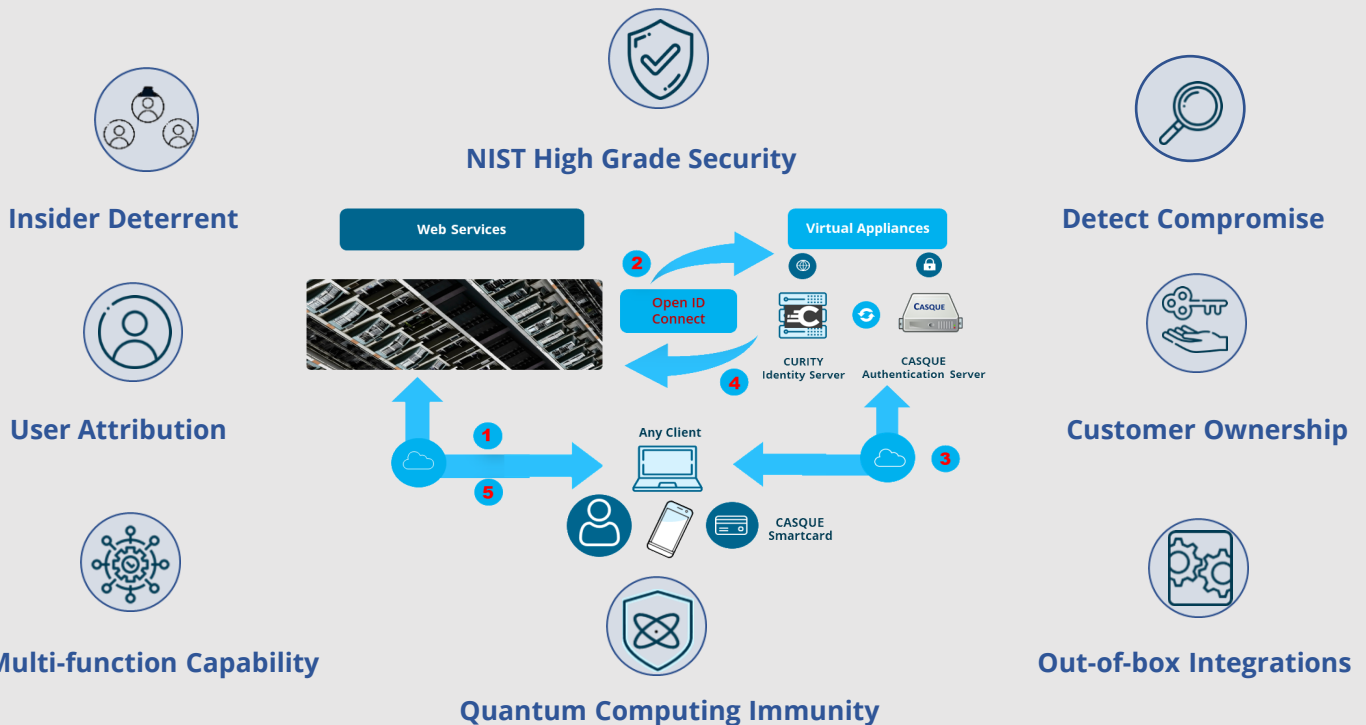 NIST High Grade Security
Insider Deterrent
Detect Compromise
Web Services
Virtual Appliances
2
Open ID
Connect
CASQUE
4
CURITY
Identity Server
CASQUE
Authentication Server
User Attribution
Customer Ownership
1
5
Any Client
3
CASQUE
Smartcard
Multi-function Capability
Out-of-box Integrations
Quantum Computing Immunity